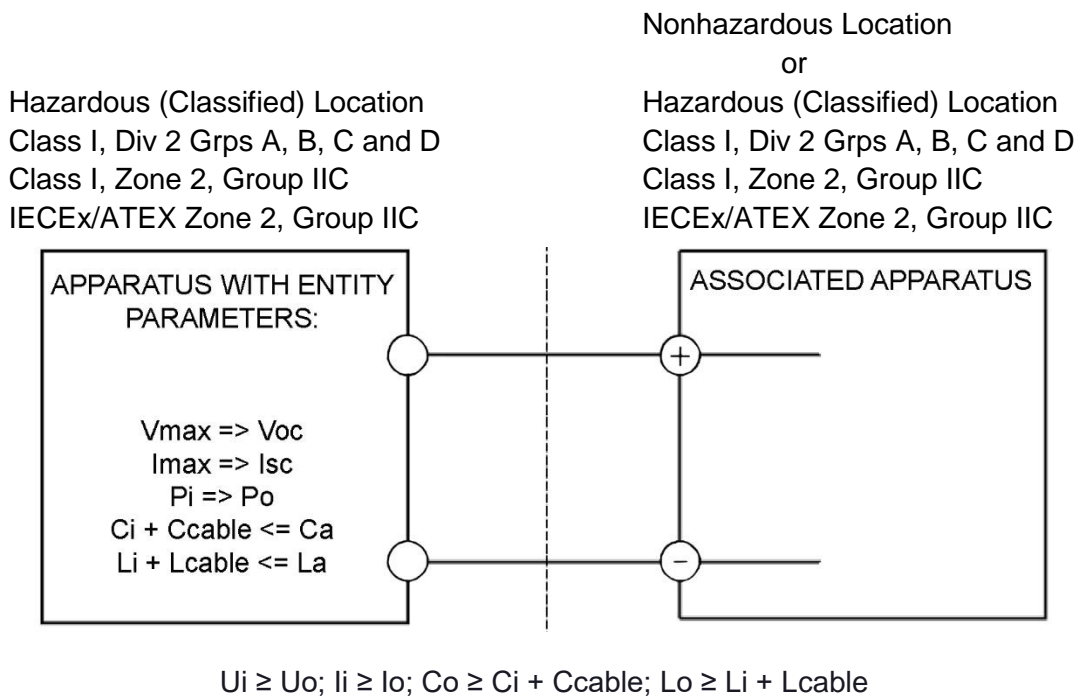 Nonhazardous Location
or
Hazardous (Classified) Location
Class I, Div 2 Grps A, B, C and D
Class I, Zone 2, Group IIC
IECEx/ATEX Zone 2, Group IIC
Hazardous (Classified) Location
Class I, Div 2 Grps A, B, C and D
Class I, Zone 2, Group IIC
IECEx/ATEX Zone 2, Group IIC
APPARATUS WITH ENTITY
PARAMETERS:
Vmax => Voc
Imax => Isc
Pi => Po
Ci + Ccable <= Ca
Li + Lcable <= La
ASSOCIATED APPARATUS
+
−
Ui ≥ Uo; Ii ≥ Io; Co ≥ Ci + Ccable; Lo ≥ Li + Lcable